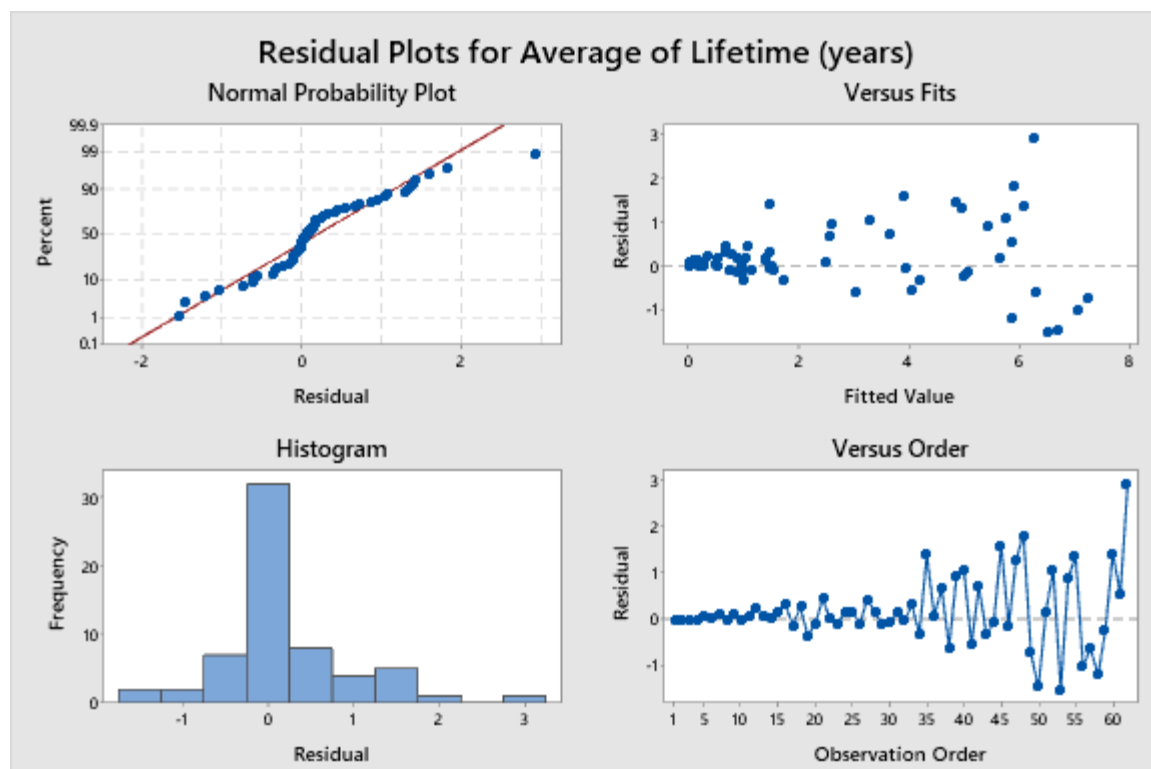 Residual Plots for Average of Lifetime (years)
Normal Probability Plot
99.9
99
90
50
10
1
0.1
Percent
-2 0 2
Residual
Versus Fits
3
2
1
0
-1
Residual
0 2 4 6 8
Fitted Value
Histogram
30
20
10
0
Frequency
-1 0 1 2 3
Residual
Versus Order
3
2
1
0
-1
Residual
1 5 10 15 20 25 30 35 40 45 50 55 60
Observation Order